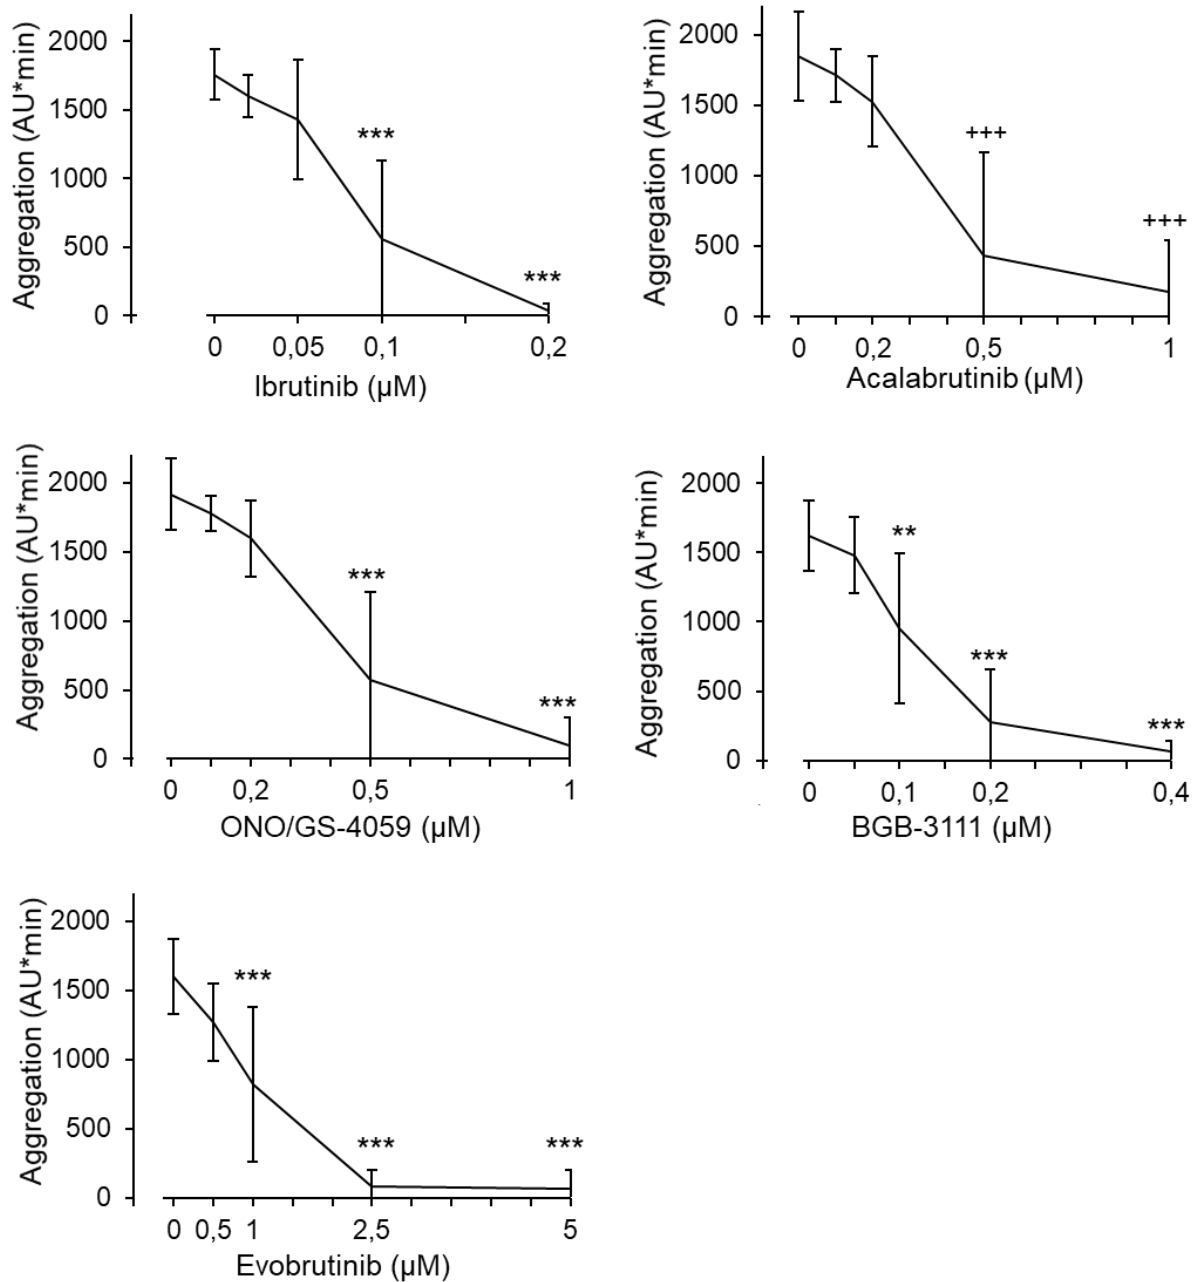 Aggregation (AU*min)
2000
1500
1000
500
0
***
***
0 0,05 0,1 0,2
Ibrutinib (µM)
Aggregation (AU*min)
2000
1500
1000
500
0
+++
+++
0 0,2 0,5 1
Acalabrutinib (µM)
Aggregation (AU*min)
2000
1500
1000
500
0
***
***
0 0,2 0,5 1
ONO/GS-4059 (µM)
Aggregation (AU*min)
2000
1500
1000
500
0
**
***
***
0 0,1 0,2 0,4
BGB-3111 (µM)
Aggregation (AU*min)
2000
1500
1000
500
0
***
***
***
0 0,5 1 2,5 5
Evobrutinib (µM)